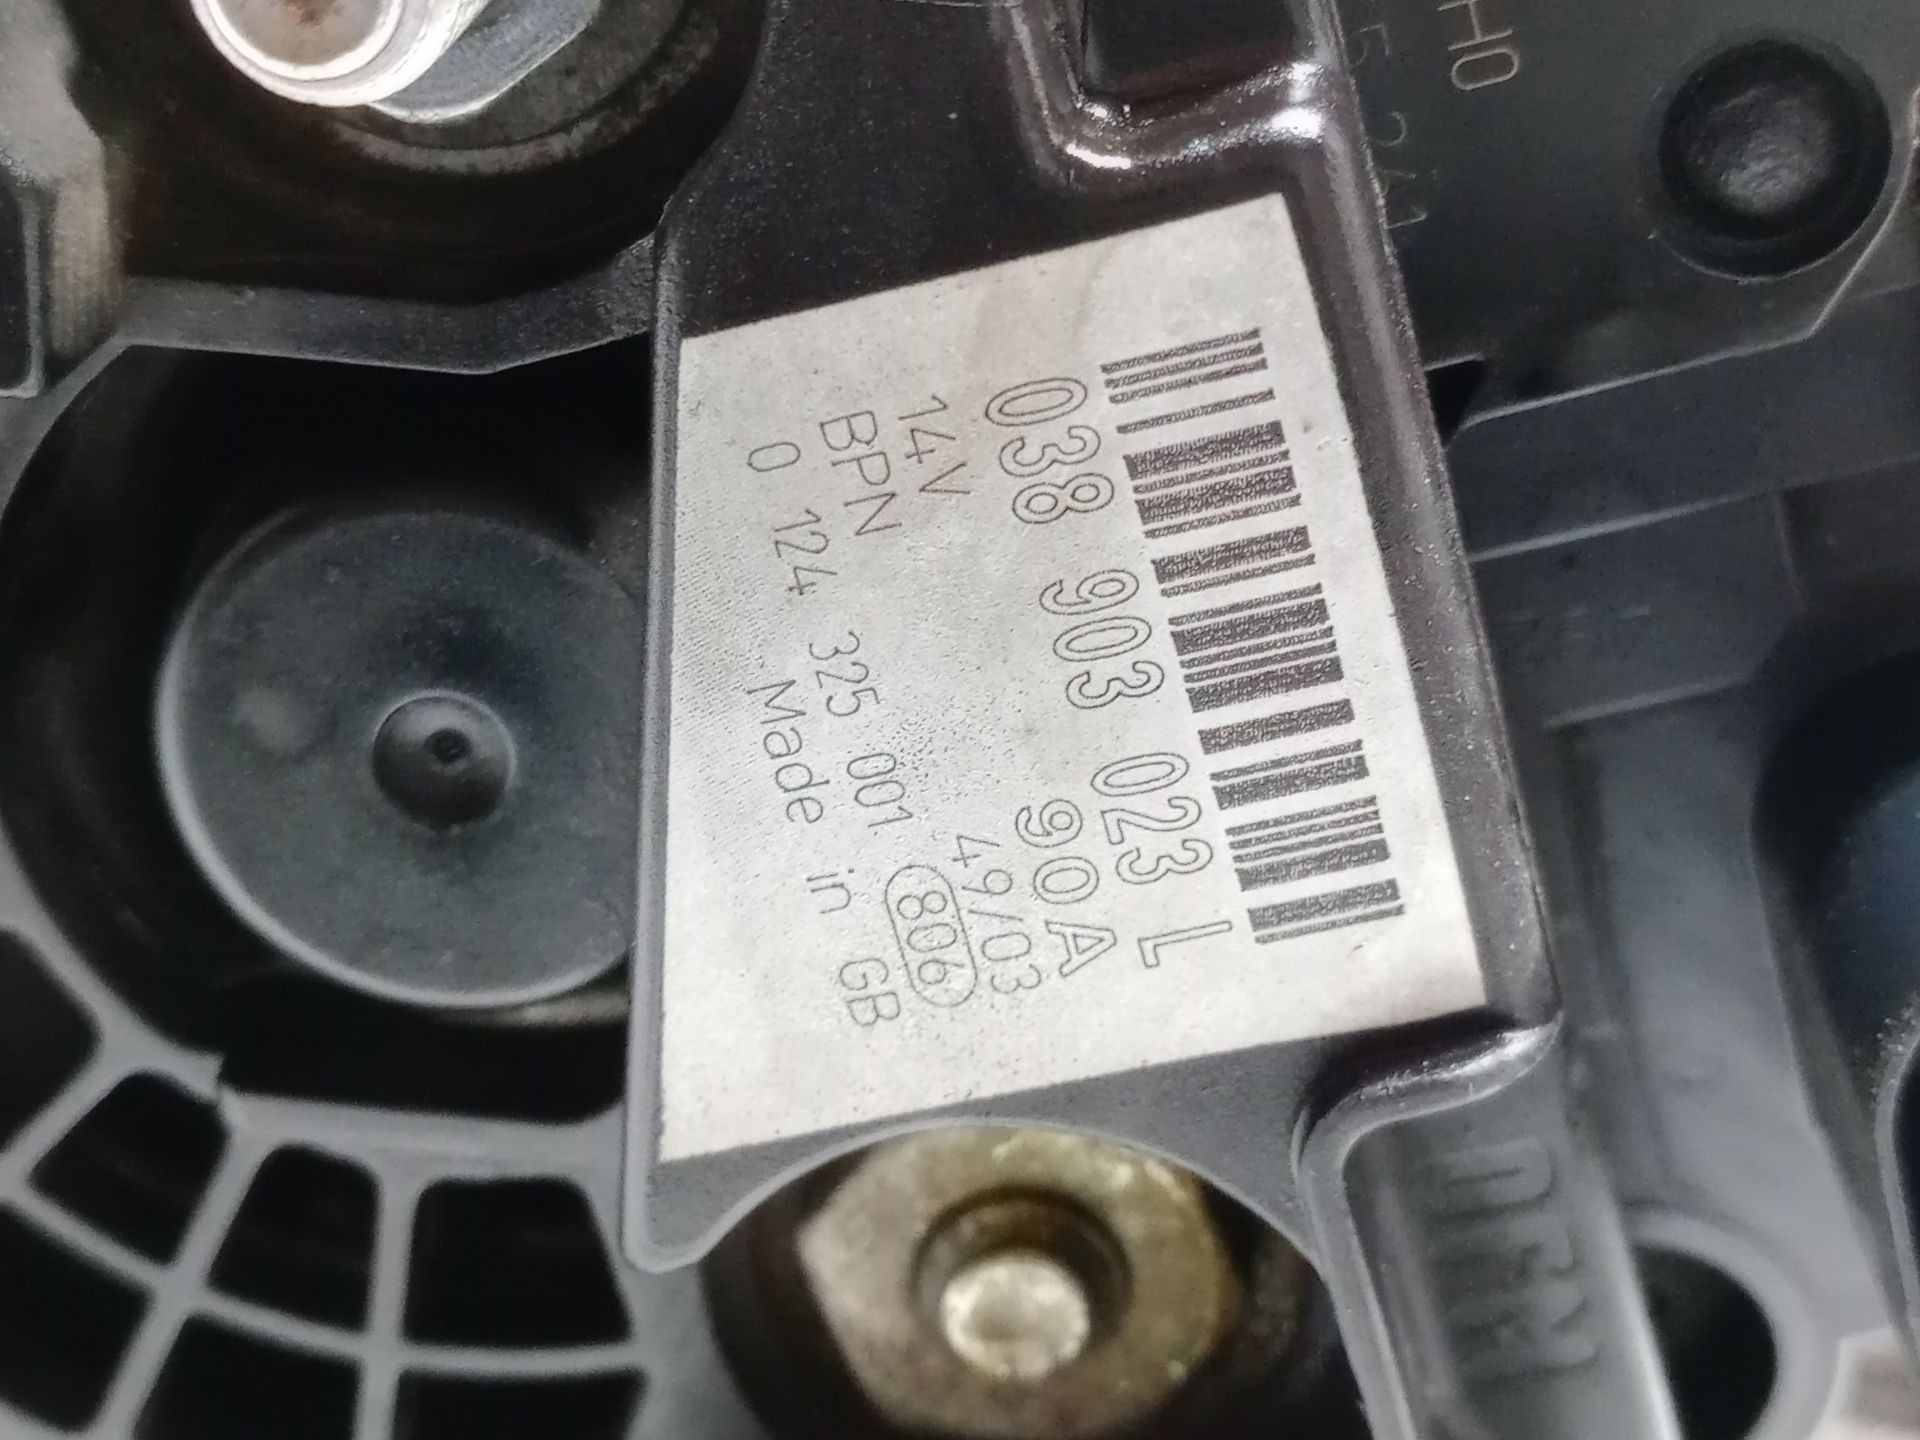 038 903 023 L
14V 90A
BPN 49/03
0 124 325 001 806
Made in GB